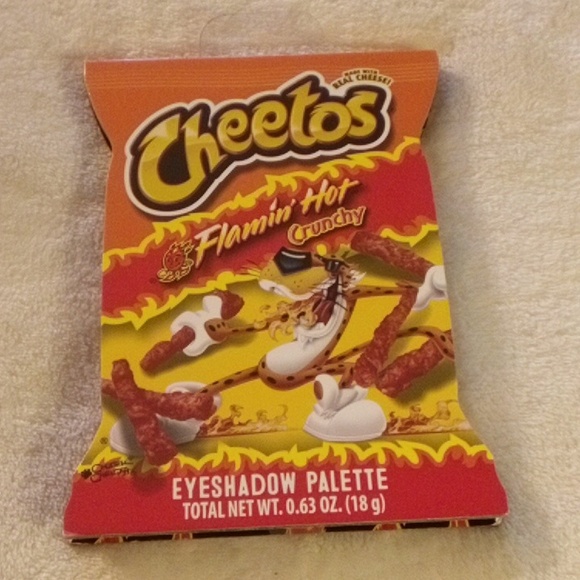 MADE WITH
REAL CHEESE!
Cheetos
Flamin' Hot
Crunchy
®
EYESHADOW PALETTE
TOTAL NET WT. 0.63 OZ. (18 g)